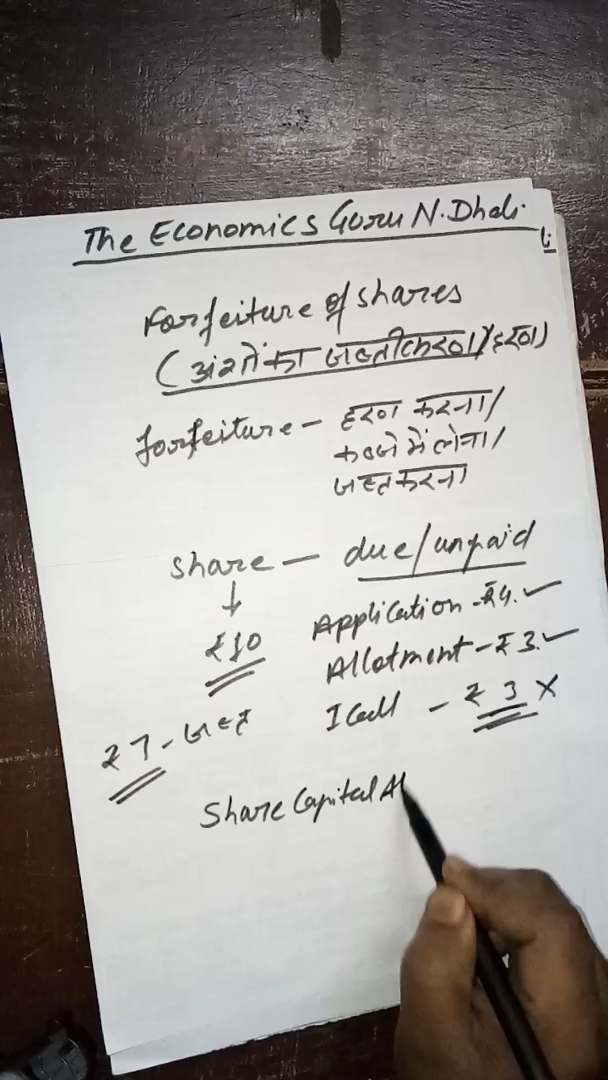 The Economics Guru N. Dhali.
1.
Forfeiture of shares
(अंशों का जब्तीकरण/हरण)
forfeiture – हरण करना/
कब्जे में लेना/
जब्त करना
share – due/unpaid
↓
₹10
Application - ₹4. ✓
Allotment - ₹3. ✓
I Call - ₹ 3 X
₹ 7 - जब्त
Share Capital A